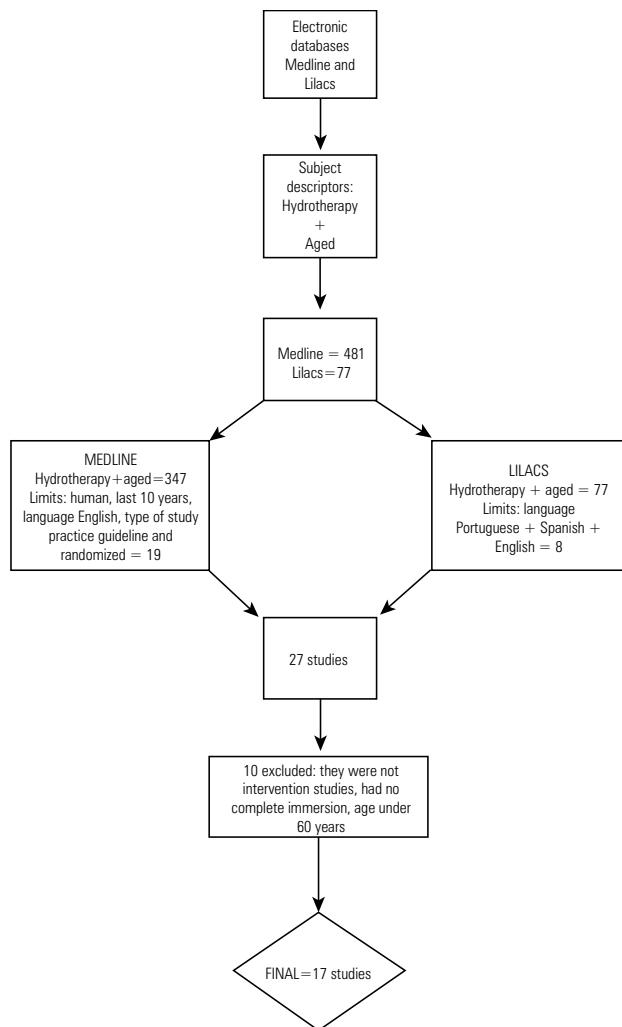 Electronic
databases
Medline and
Lilacs
Subject
descriptors:
Hydrotherapy
+
Aged
Medline = 481
Lilacs=77
MEDLINE
Hydrotherapy+aged=347
Limits: human, last 10 years,
language English, type of study
practice guideline and
randomized = 19
LILACS
Hydrotherapy + aged = 77
Limits: language
Portuguese + Spanish +
English = 8
27 studies
10 excluded: they were not
intervention studies, had no
complete immersion, age under
60 years
FINAL=17 studies